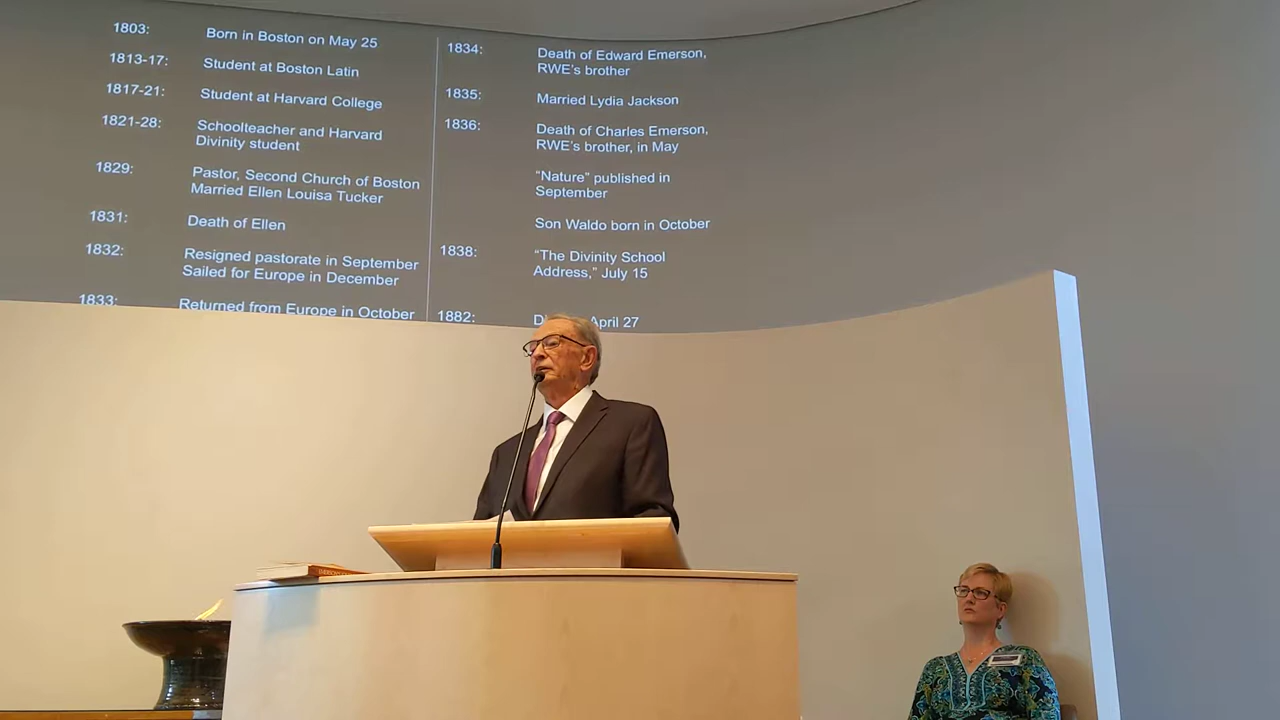 1803: Born in Boston on May 25
1813-17: Student at Boston Latin
1817-21: Student at Harvard College
1821-28: Schoolteacher and Harvard
Divinity student
1829: Pastor, Second Church of Boston
Married Ellen Louisa Tucker
1831: Death of Ellen
1832: Resigned pastorate in September
Sailed for Europe in December
1833: Returned from Europe in October
1834: Death of Edward Emerson,
RWE's brother
1835: Married Lydia Jackson
1836: Death of Charles Emerson,
RWE's brother, in May
"Nature" published in
September
Son Waldo born in October
1838: "The Divinity School
Address," July 15
1882: April 27